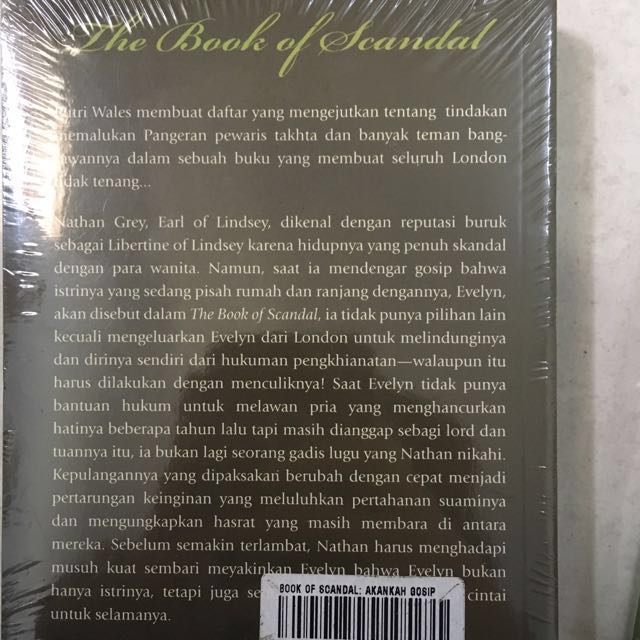 The Book of Scandal
Putri Wales membuat daftar yang mengejutkan tentang tindakan
memalukan Pangeran pewaris takhta dan banyak teman bang-
sawannya dalam sebuah buku yang membuat seluruh London
tidak tenang...
Nathan Grey, Earl of Lindsey, dikenal dengan reputasi buruk
sebagai Libertine of Lindsey karena hidupnya yang penuh skandal
dengan para wanita. Namun, saat ia mendengar gosip bahwa
istrinya yang sedang pisah rumah dan ranjang dengannya, Evelyn,
akan disebut dalam The Book of Scandal, ia tidak punya pilihan lain
kecuali mengeluarkan Evelyn dari London untuk melindunginya
dan dirinya sendiri dari hukuman pengkhianatan—walaupun itu
harus dilakukan dengan menculiknya! Saat Evelyn tidak punya
bantuan hukum untuk melawan pria yang menghancurkan
hatinya beberapa tahun lalu tapi masih dianggap sebagai lord dan
tuannya itu, ia bukan lagi seorang gadis lugu yang Nathan nikahi.
Kepulangannya yang dipaksakan berubah dengan cepat menjadi
pertarungan keinginan yang meluluhkan pertahanan suaminya
dan mengungkapkan hasrat yang masih membara di antara
mereka. Sebelum semakin terlambat, Nathan harus menghadapi
musuh kuat sembari meyakinkan Evelyn bahwa Evelyn bukan
hanya istrinya, tetapi juga cintai
untuk selamanya.
BOOK OF SCANDAL: AKANKAH GOSIP